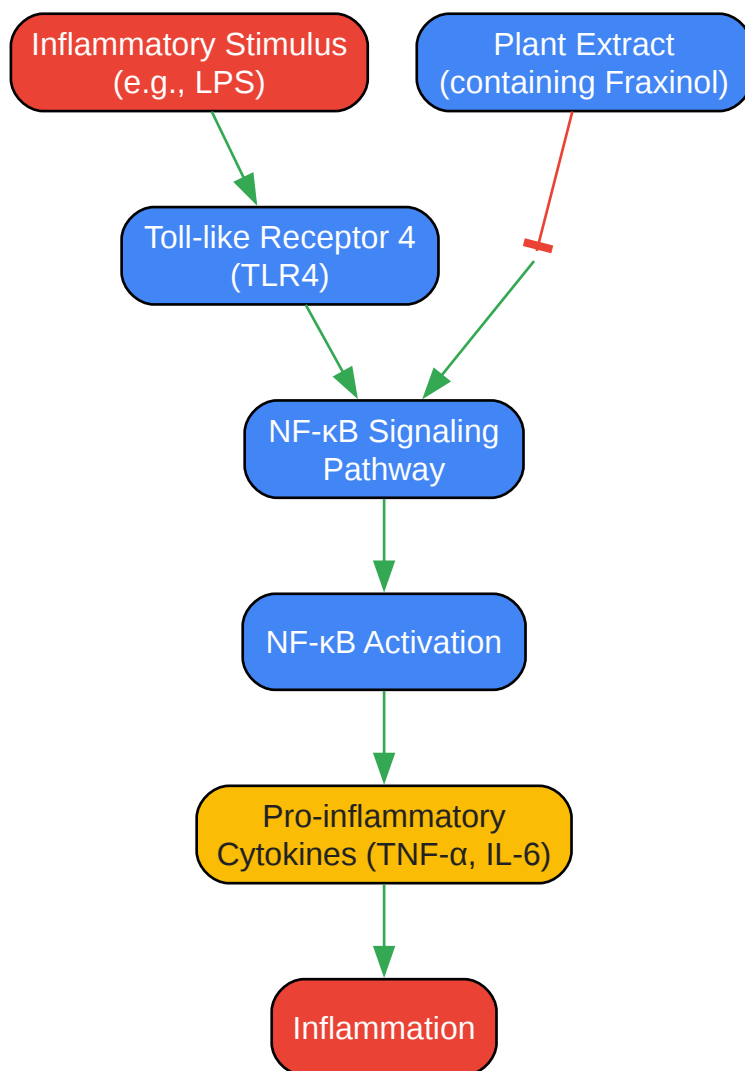 Inflammatory Stimulus
(e.g., LPS)
Plant Extract
(containing Fraxinol)
Toll-like Receptor 4
(TLR4)
NF-κB Signaling
Pathway
NF-κB Activation
Pro-inflammatory
Cytokines (TNF-α, IL-6)
Inflammation